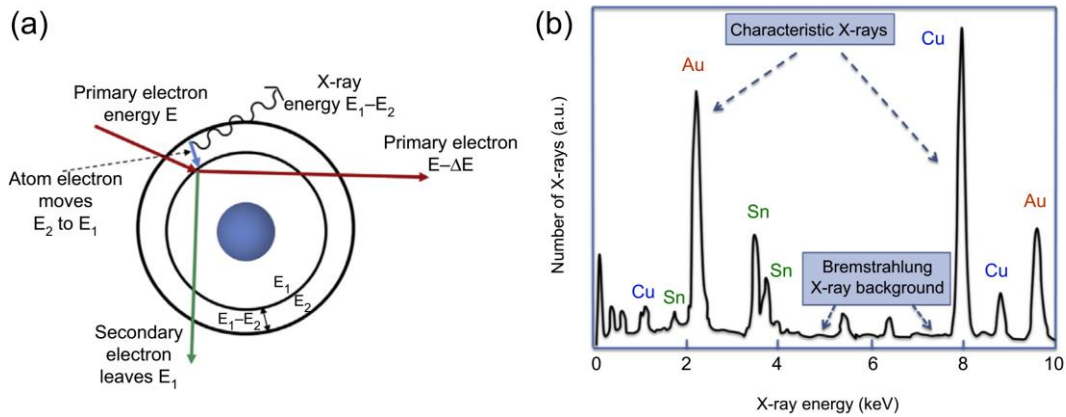 (a)
Primary electron
energy E
X-ray
energy E₁–E₂
Primary electron
E–ΔE
Atom electron
moves
E₂ to E₁
E₁
E₂
E₁–E₂
Secondary
electron
leaves E₁
(b)
Number of X-rays (a.u.)
Characteristic X-rays
Au
Cu
Sn
Sn
Au
Bremstrahlung
X-ray background
Cu
Sn
Cu
0
2
4
6
8
10
X-ray energy (keV)